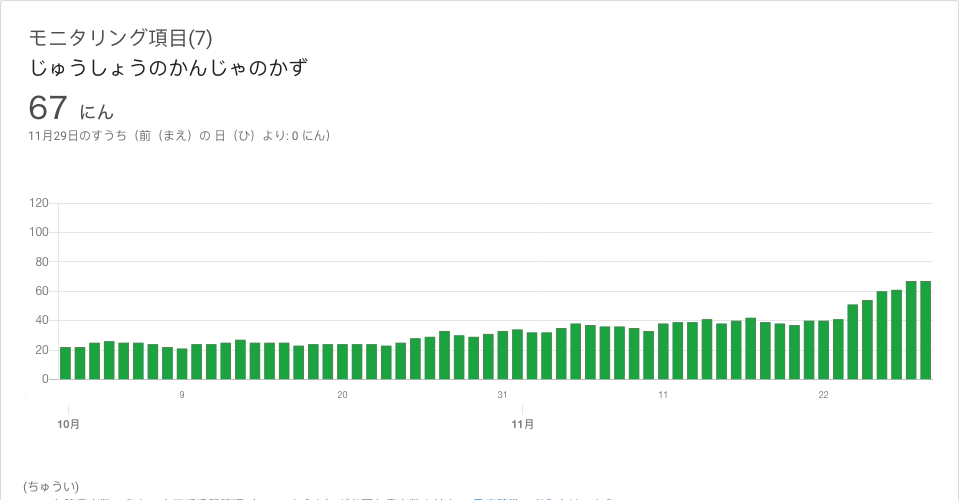 モニタリング項目(7)
じゅうしょうのかんじゃのかず
67 にん
11月29日のすうち（前（まえ）の 日（ひ）より: 0 にん）
120
100
80
60
40
20
0
9 20 31 11 22
10月 11月
(ちゅうい)